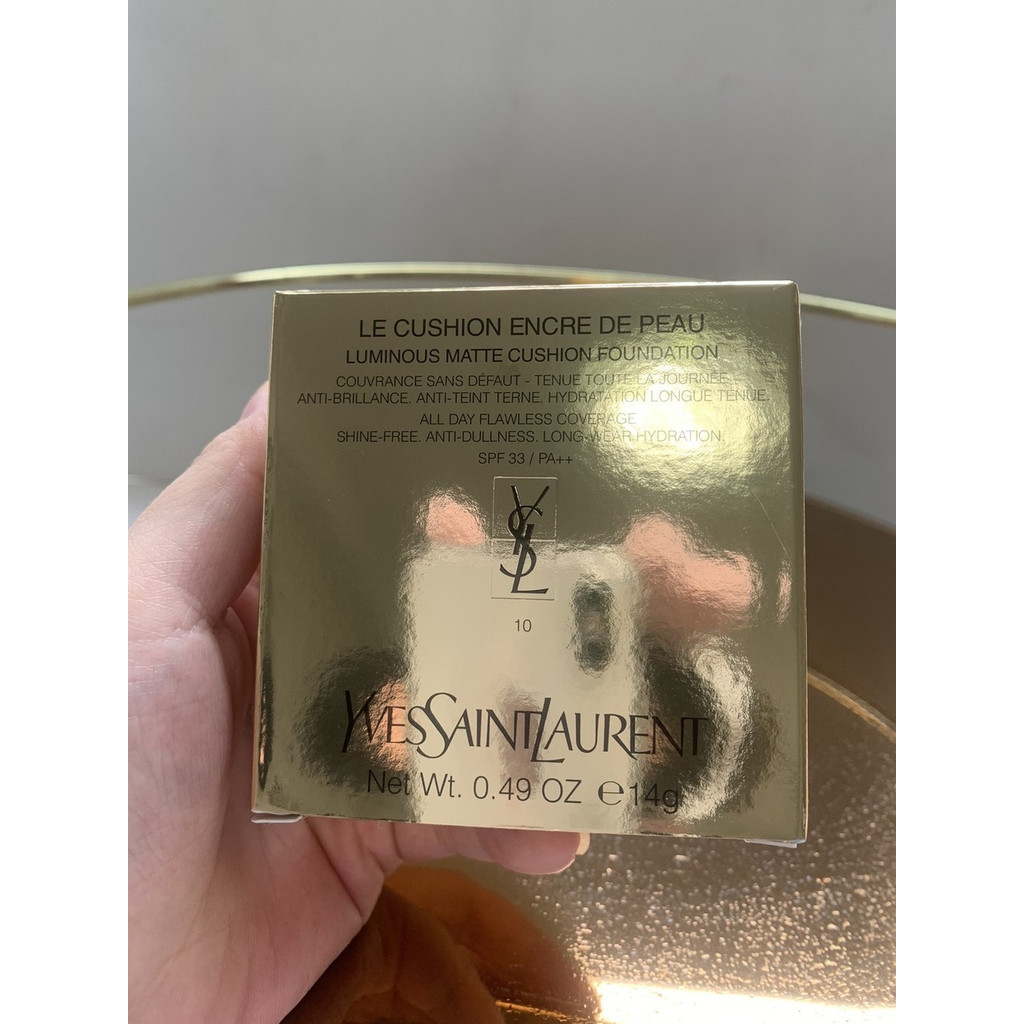 LE CUSHION ENCRE DE PEAU
LUMINOUS MATTE CUSHION FOUNDATION
COUVRANCE SANS DÉFAUT - TENUE TOUTE LA JOURNÉE.
ANTI-BRILLANCE. ANTI-TEINT TERNE. HYDRATATION LONGUE TENUE.
ALL DAY FLAWLESS COVERAGE
SHINE-FREE. ANTI-DULLNESS. LONG-WEAR HYDRATION.
SPF 33 / PA++
YSL
10
YVESSAINTLAURENT
Net Wt. 0.49 OZ ℮14g